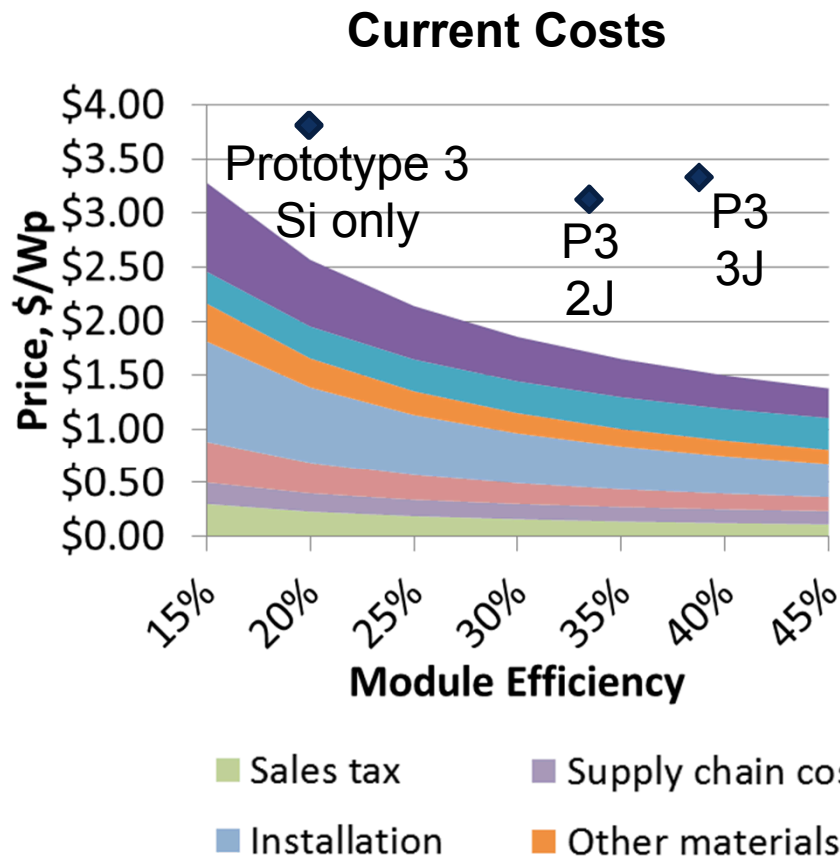 Current Costs
$4.00
$3.50
$3.00
$2.50
$2.00
$1.50
$1.00
$0.50
$0.00
Price, $/Wp
Prototype 3
Si only
P3
2J
P3
3J
15%
20%
25%
30%
35%
40%
45%
Module Efficiency
Sales tax
Supply chain
Installation
Other materials